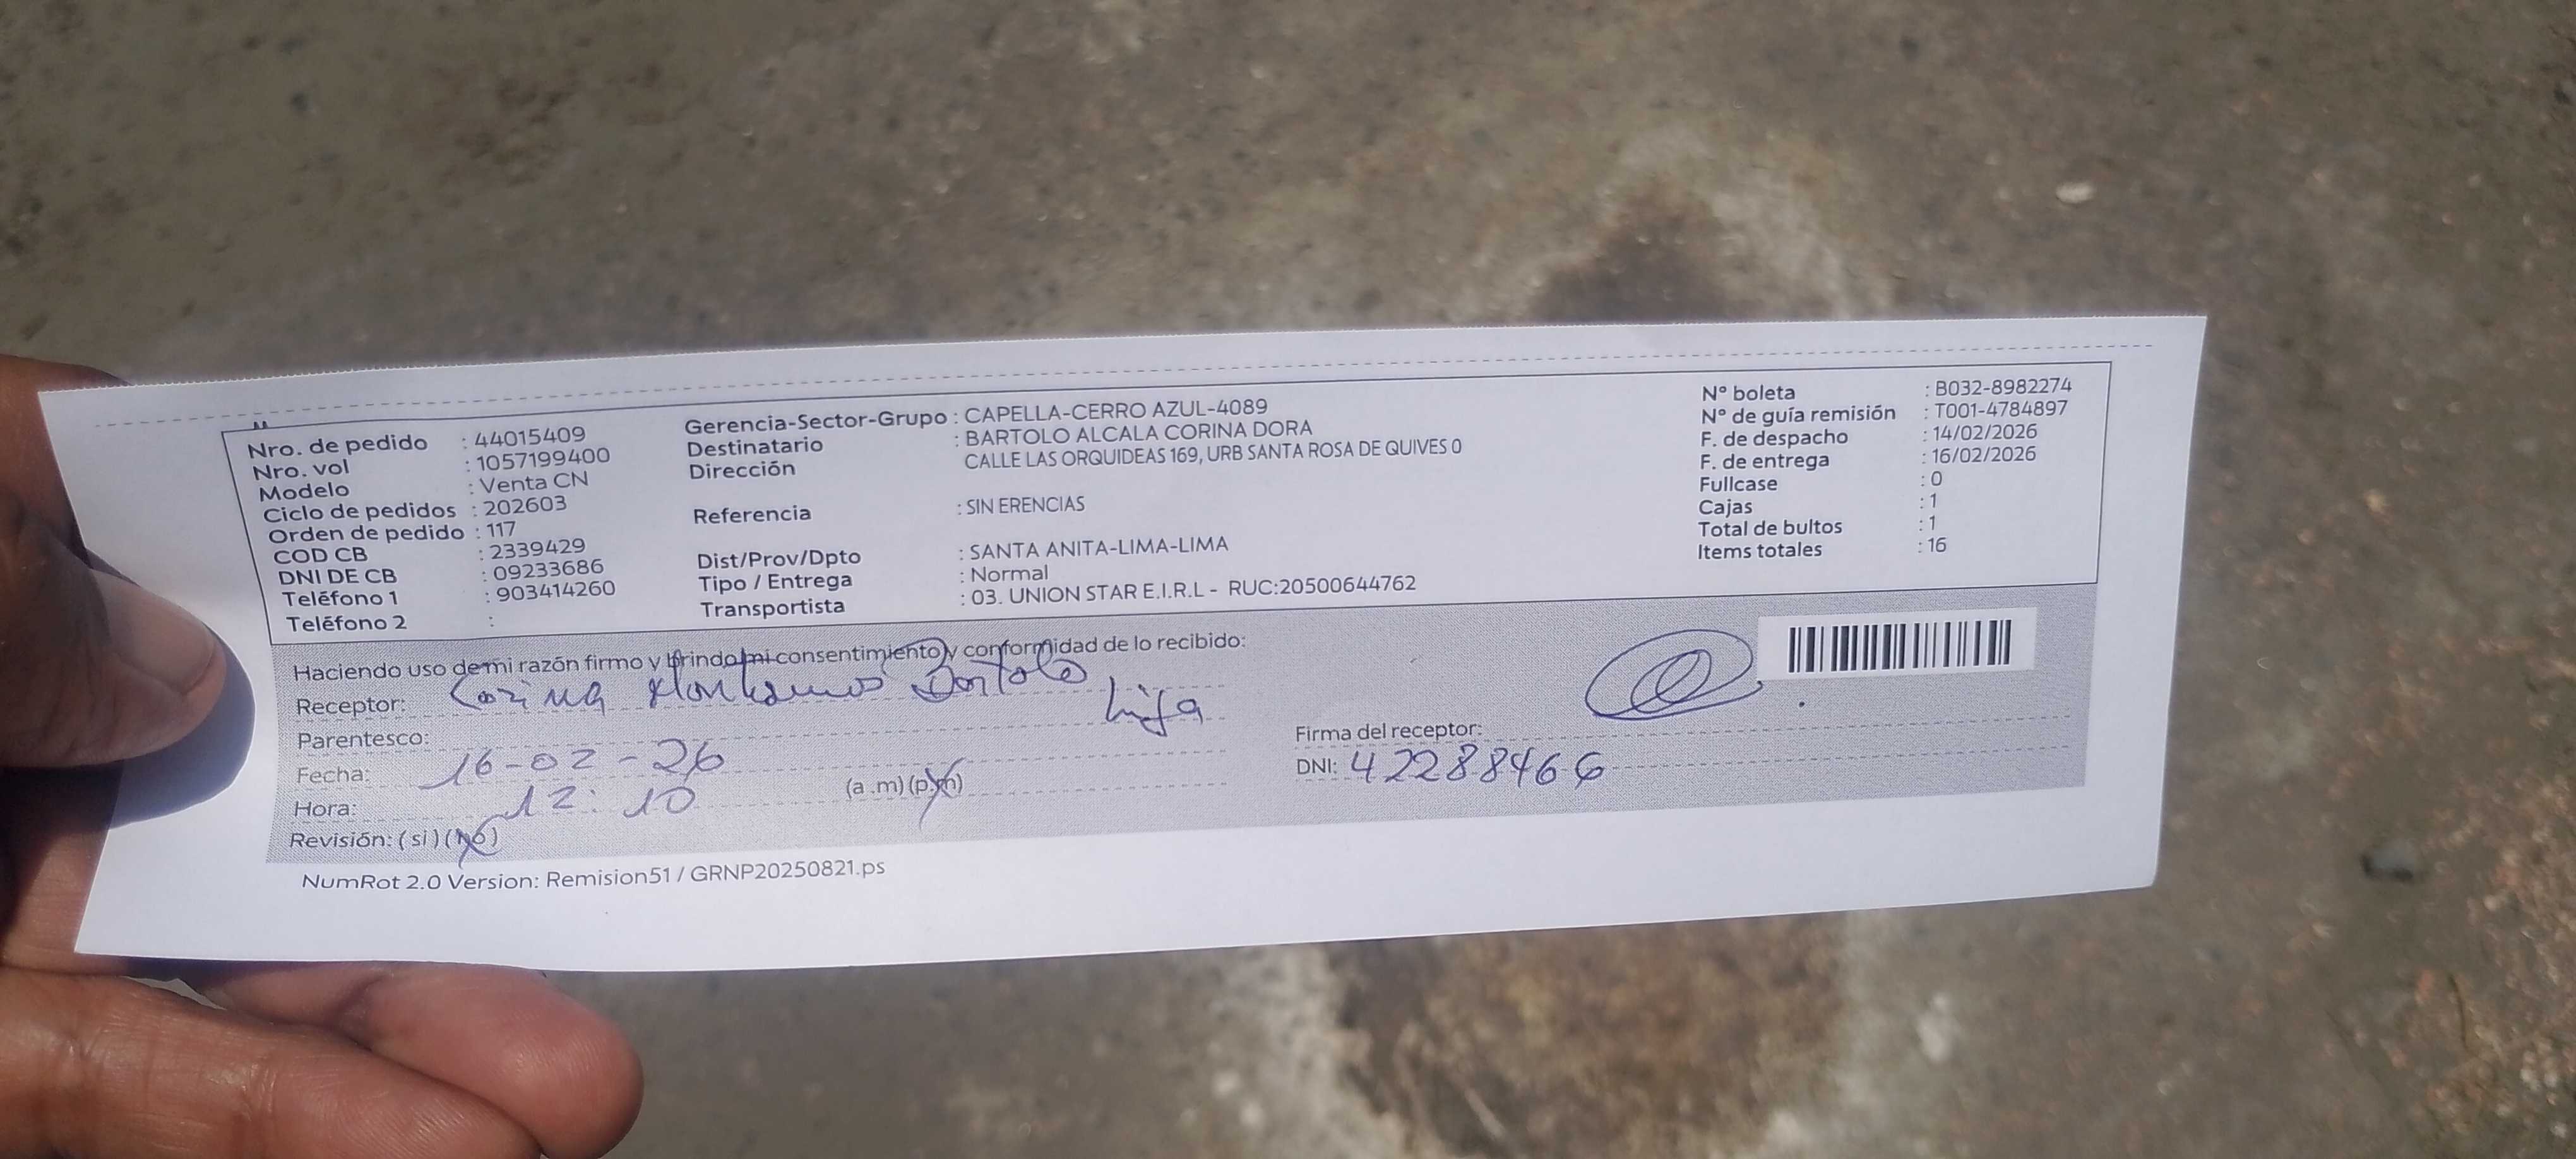 Nro. de pedido : 44015409
Nro. vol : 1057199400
Modelo : Venta CN
Ciclo de pedidos : 202603
Orden de pedido : 117
COD CB : 2339429
DNI DE CB : 09233686
Teléfono 1 : 903414260
Teléfono 2 :
Gerencia-Sector-Grupo : CAPELLA-CERRO AZUL-4089
Destinatario : BARTOLO ALCALA CORINA DORA
Dirección CALLE LAS ORQUIDEAS 169, URB SANTA ROSA DE QUIVES 0
Referencia : SIN ERENCIAS
Dist/Prov/Dpto : SANTA ANITA-LIMA-LIMA
Tipo / Entrega : Normal
Transportista : 03. UNION STAR E.I.R.L - RUC:20500644762
Nº boleta : B032-8982274
Nº de guía remisión : T001-4784897
F. de despacho : 14/02/2026
F. de entrega : 16/02/2026
Fullcase : 0
Cajas : 1
Total de bultos : 1
Items totales : 16
Haciendo uso de mi razón firmo y brindo mi consentimiento y conformidad de lo recibido:
Receptor: Bartolo
Parentesco: hija
Fecha: 16-02-26
Hora: 12:10 (a.m) (p.m)
Revisión: (si) (no)
Firma del receptor:
DNI: 42288466
NumRot 2.0 Version: Remision51 / GRNP20250821.ps